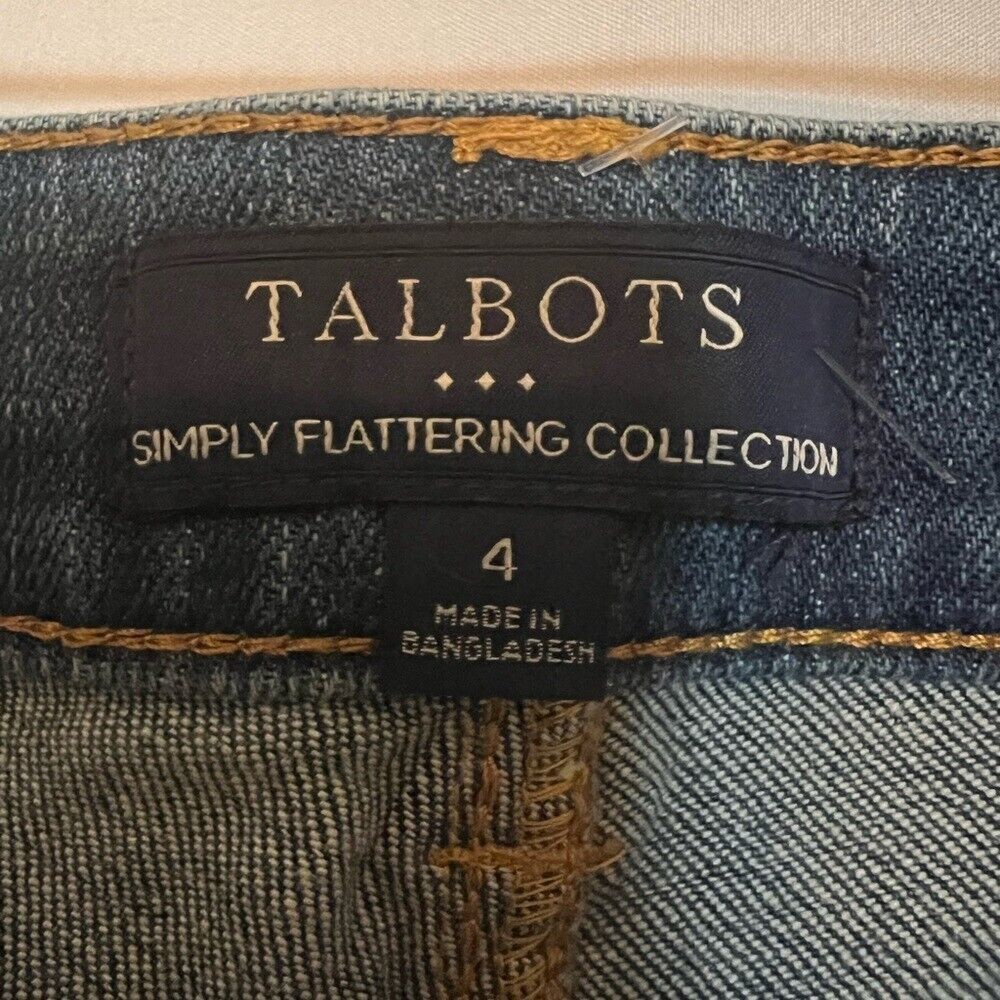 TALBOTS
SIMPLY FLATTERING COLLECTION
4
MADE IN
BANGLADESH